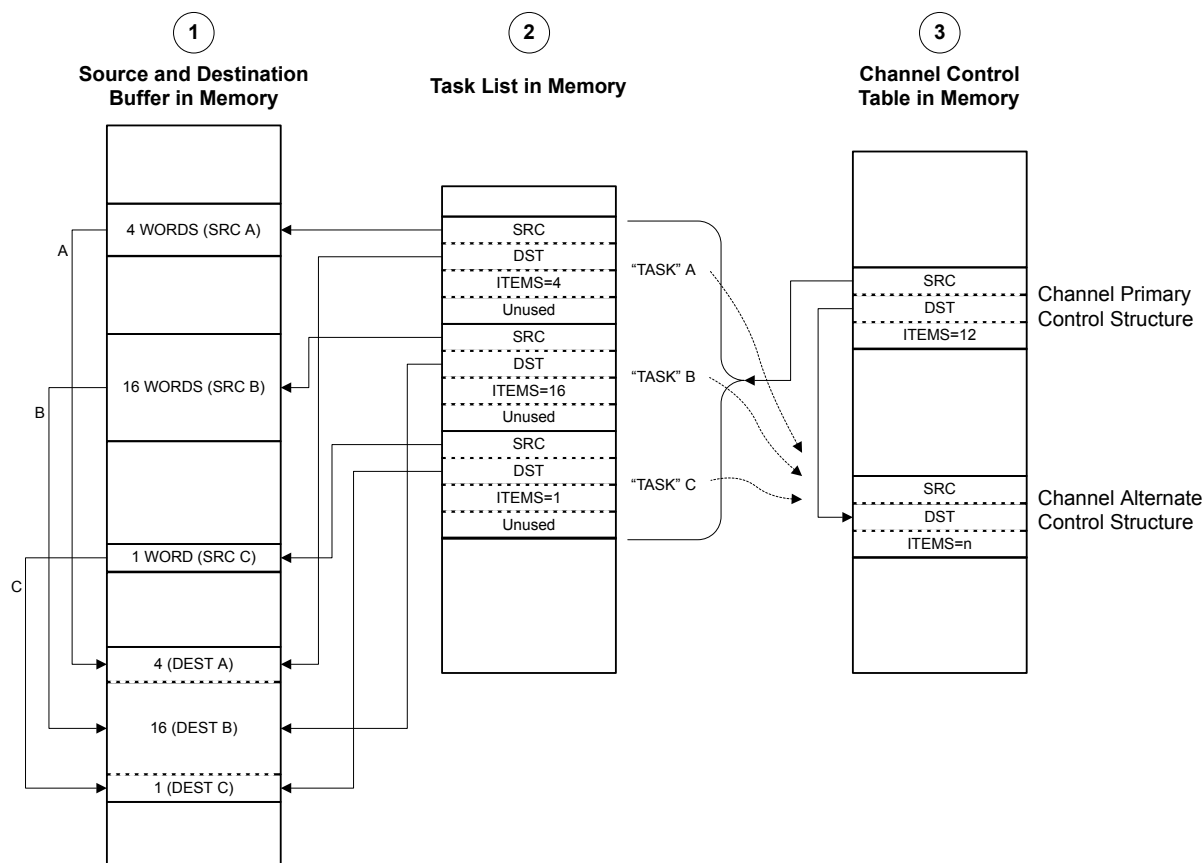 1
Source and Destination
Buffer in Memory
4 WORDS (SRC A)
A
16 WORDS (SRC B)
B
1 WORD (SRC C)
C
4 (DEST A)
16 (DEST B)
1 (DEST C)
2
Task List in Memory
SRC
DST
ITEMS=4
Unused
SRC
DST
ITEMS=16
Unused
SRC
DST
ITEMS=1
Unused
“TASK” A
“TASK” B
“TASK” C
3
Channel Control
Table in Memory
SRC
DST
ITEMS=12
Channel Primary
Control Structure
SRC
DST
ITEMS=n
Channel Alternate
Control Structure